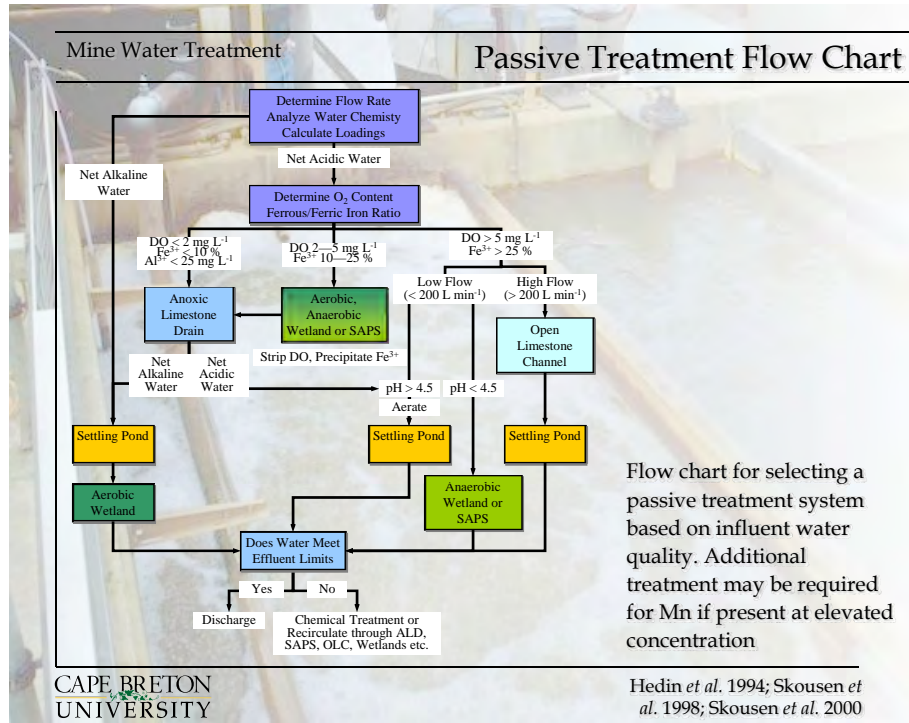 Mine Water Treatment
Passive Treatment Flow Chart
Determine Flow Rate
Analyze Water Chemisty
Calculate Loadings
Net Alkaline
Water
Net Acidic Water
Determine O₂ Content
Ferrous/Ferric Iron Ratio
DO < 2 mg L⁻¹
Fe³⁺ < 10 %
Al³⁺ < 25 mg L⁻¹
DO 2—5 mg L⁻¹
Fe³⁺ 10—25 %
DO > 5 mg L⁻¹
Fe³⁺ > 25 %
Low Flow
(< 200 L min⁻¹)
High Flow
(> 200 L min⁻¹)
Anoxic
Limestone
Drain
Aerobic,
Anaerobic
Wetland or SAPS
Open
Limestone
Channel
Strip DO, Precipitate Fe³⁺
Net
Alkaline
Water
Net
Acidic
Water
pH > 4.5
pH < 4.5
Aerate
Settling Pond
Settling Pond
Settling Pond
Aerobic
Wetland
Anaerobic
Wetland or
SAPS
Does Water Meet
Effluent Limits
Yes
No
Discharge
Chemical Treatment or
Recirculate through ALD,
SAPS, OLC, Wetlands etc.
Flow chart for selecting a
passive treatment system
based on influent water
quality. Additional
treatment may be required
for Mn if present at elevated
concentration
CAPE BRETON
UNIVERSITY
Hedin et al. 1994; Skousen et
al. 1998; Skousen et al. 2000